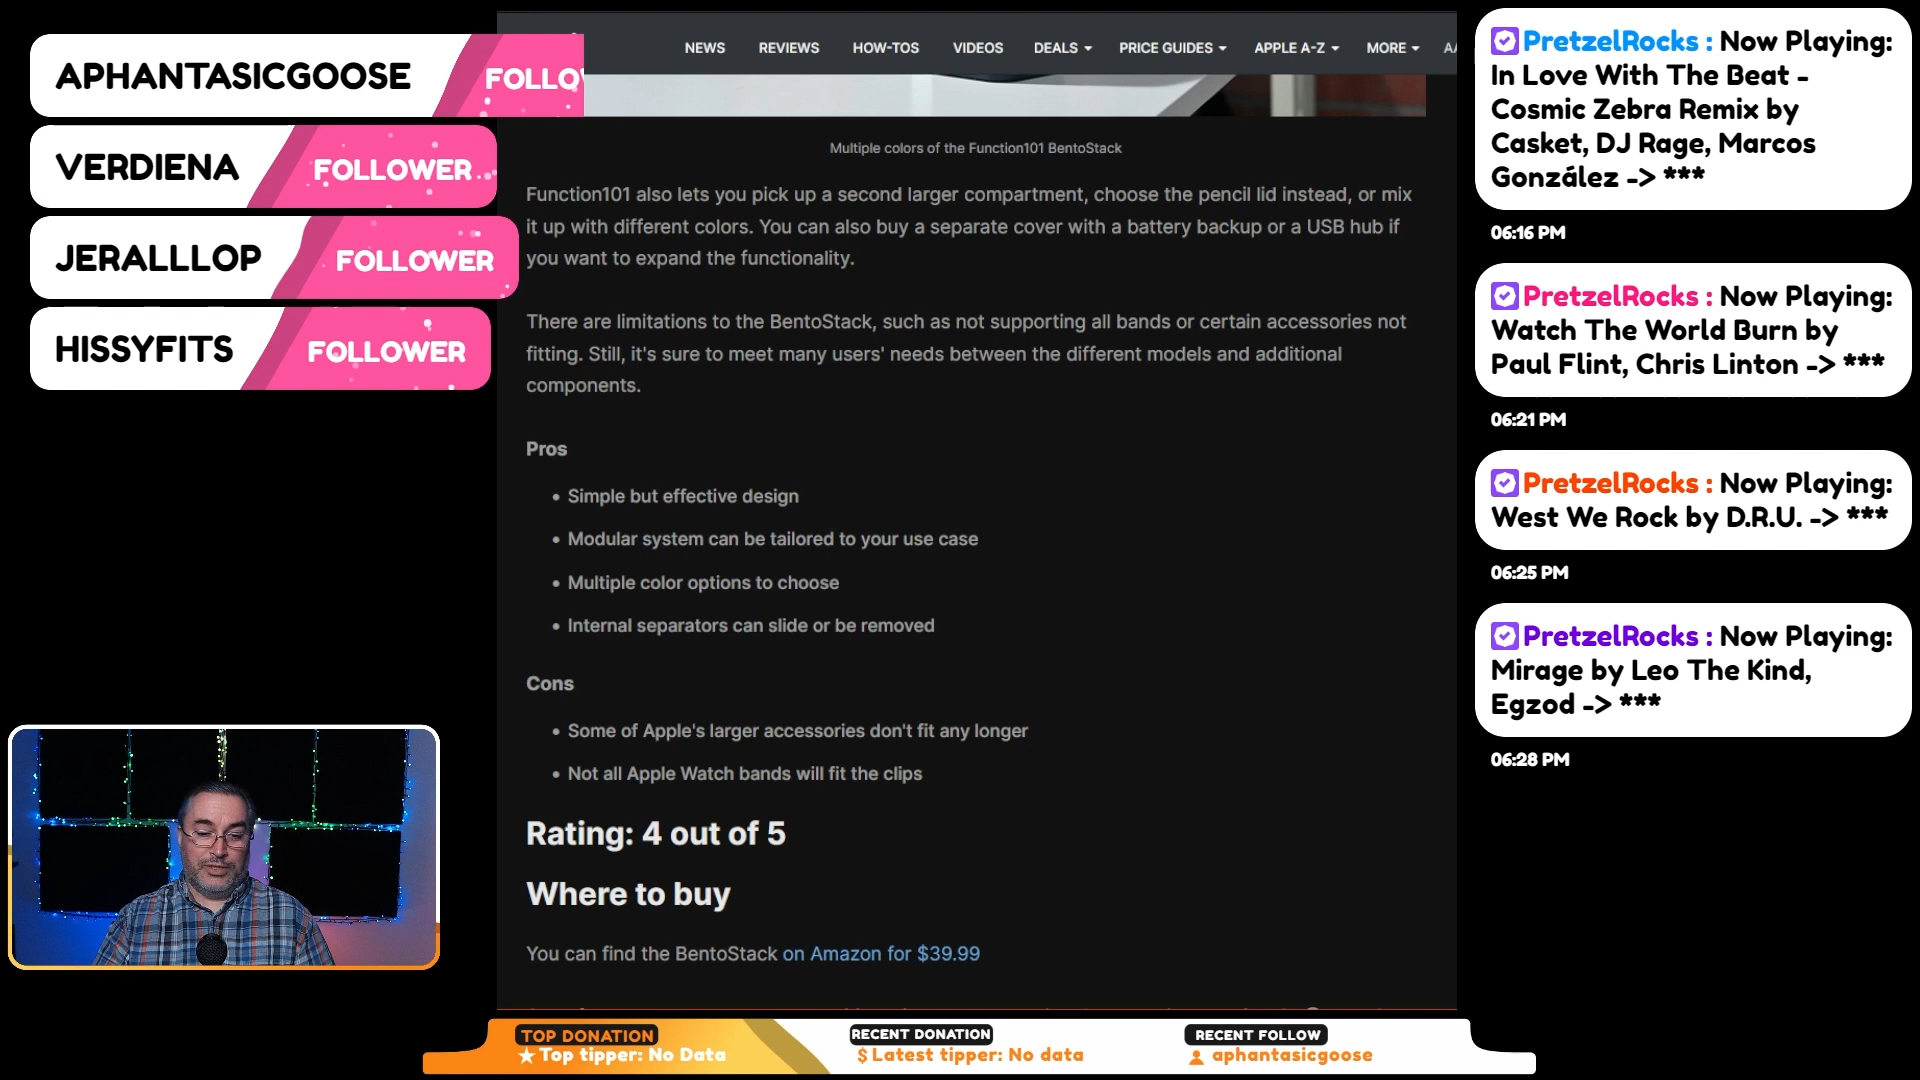 APHANTASICGOOSE
VERDIENA
FOLLOWER
JERALLLOP
FOLLOWER
HISSYFITS
FOLLOWER
NEWS REVIEWS HOW-TOS VIDEOS DEALS PRICE GUIDES APPLE A-Z MORE
Multiple colors of the Function101 BentoStack
Function101 also lets you pick up a second larger compartment, choose the pencil lid instead, or mix
it up with different colors. You can also buy a separate cover with a battery backup or a USB hub if
you want to expand the functionality.
There are limitations to the BentoStack, such as not supporting all bands or certain accessories not
fitting. Still, it's sure to meet many users' needs between the different models and additional
components.
Pros
• Simple but effective design
• Modular system can be tailored to your use case
• Multiple color options to choose
• Internal separators can slide or be removed
Cons
• Some of Apple's larger accessories don't fit any longer
• Not all Apple Watch bands will fit the clips
Rating: 4 out of 5
Where to buy
You can find the BentoStack on Amazon for $39.99
PretzelRocks : Now Playing:
In Love With The Beat -
Cosmic Zebra Remix by
Casket, DJ Rage, Marcos
González -> ***
06:16 PM
PretzelRocks : Now Playing:
Watch The World Burn by
Paul Flint, Chris Linton -> ***
06:21 PM
PretzelRocks : Now Playing:
West We Rock by D.R.U. -> ***
06:25 PM
PretzelRocks : Now Playing:
Mirage by Leo The Kind,
Egzod -> ***
06:28 PM
TOP DONATION
★ Top tipper: No Data
RECENT DONATION
$ Latest tipper: No data
RECENT FOLLOW
aphantasicgoose